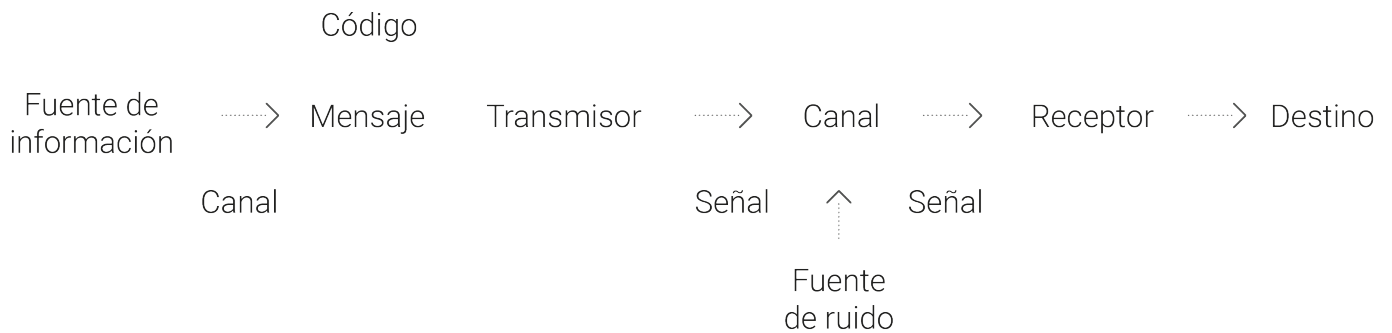 Código
Fuente de
información
Mensaje
Transmisor
Canal
Receptor
Destino
Canal
Señal
Señal
Fuente
de ruido